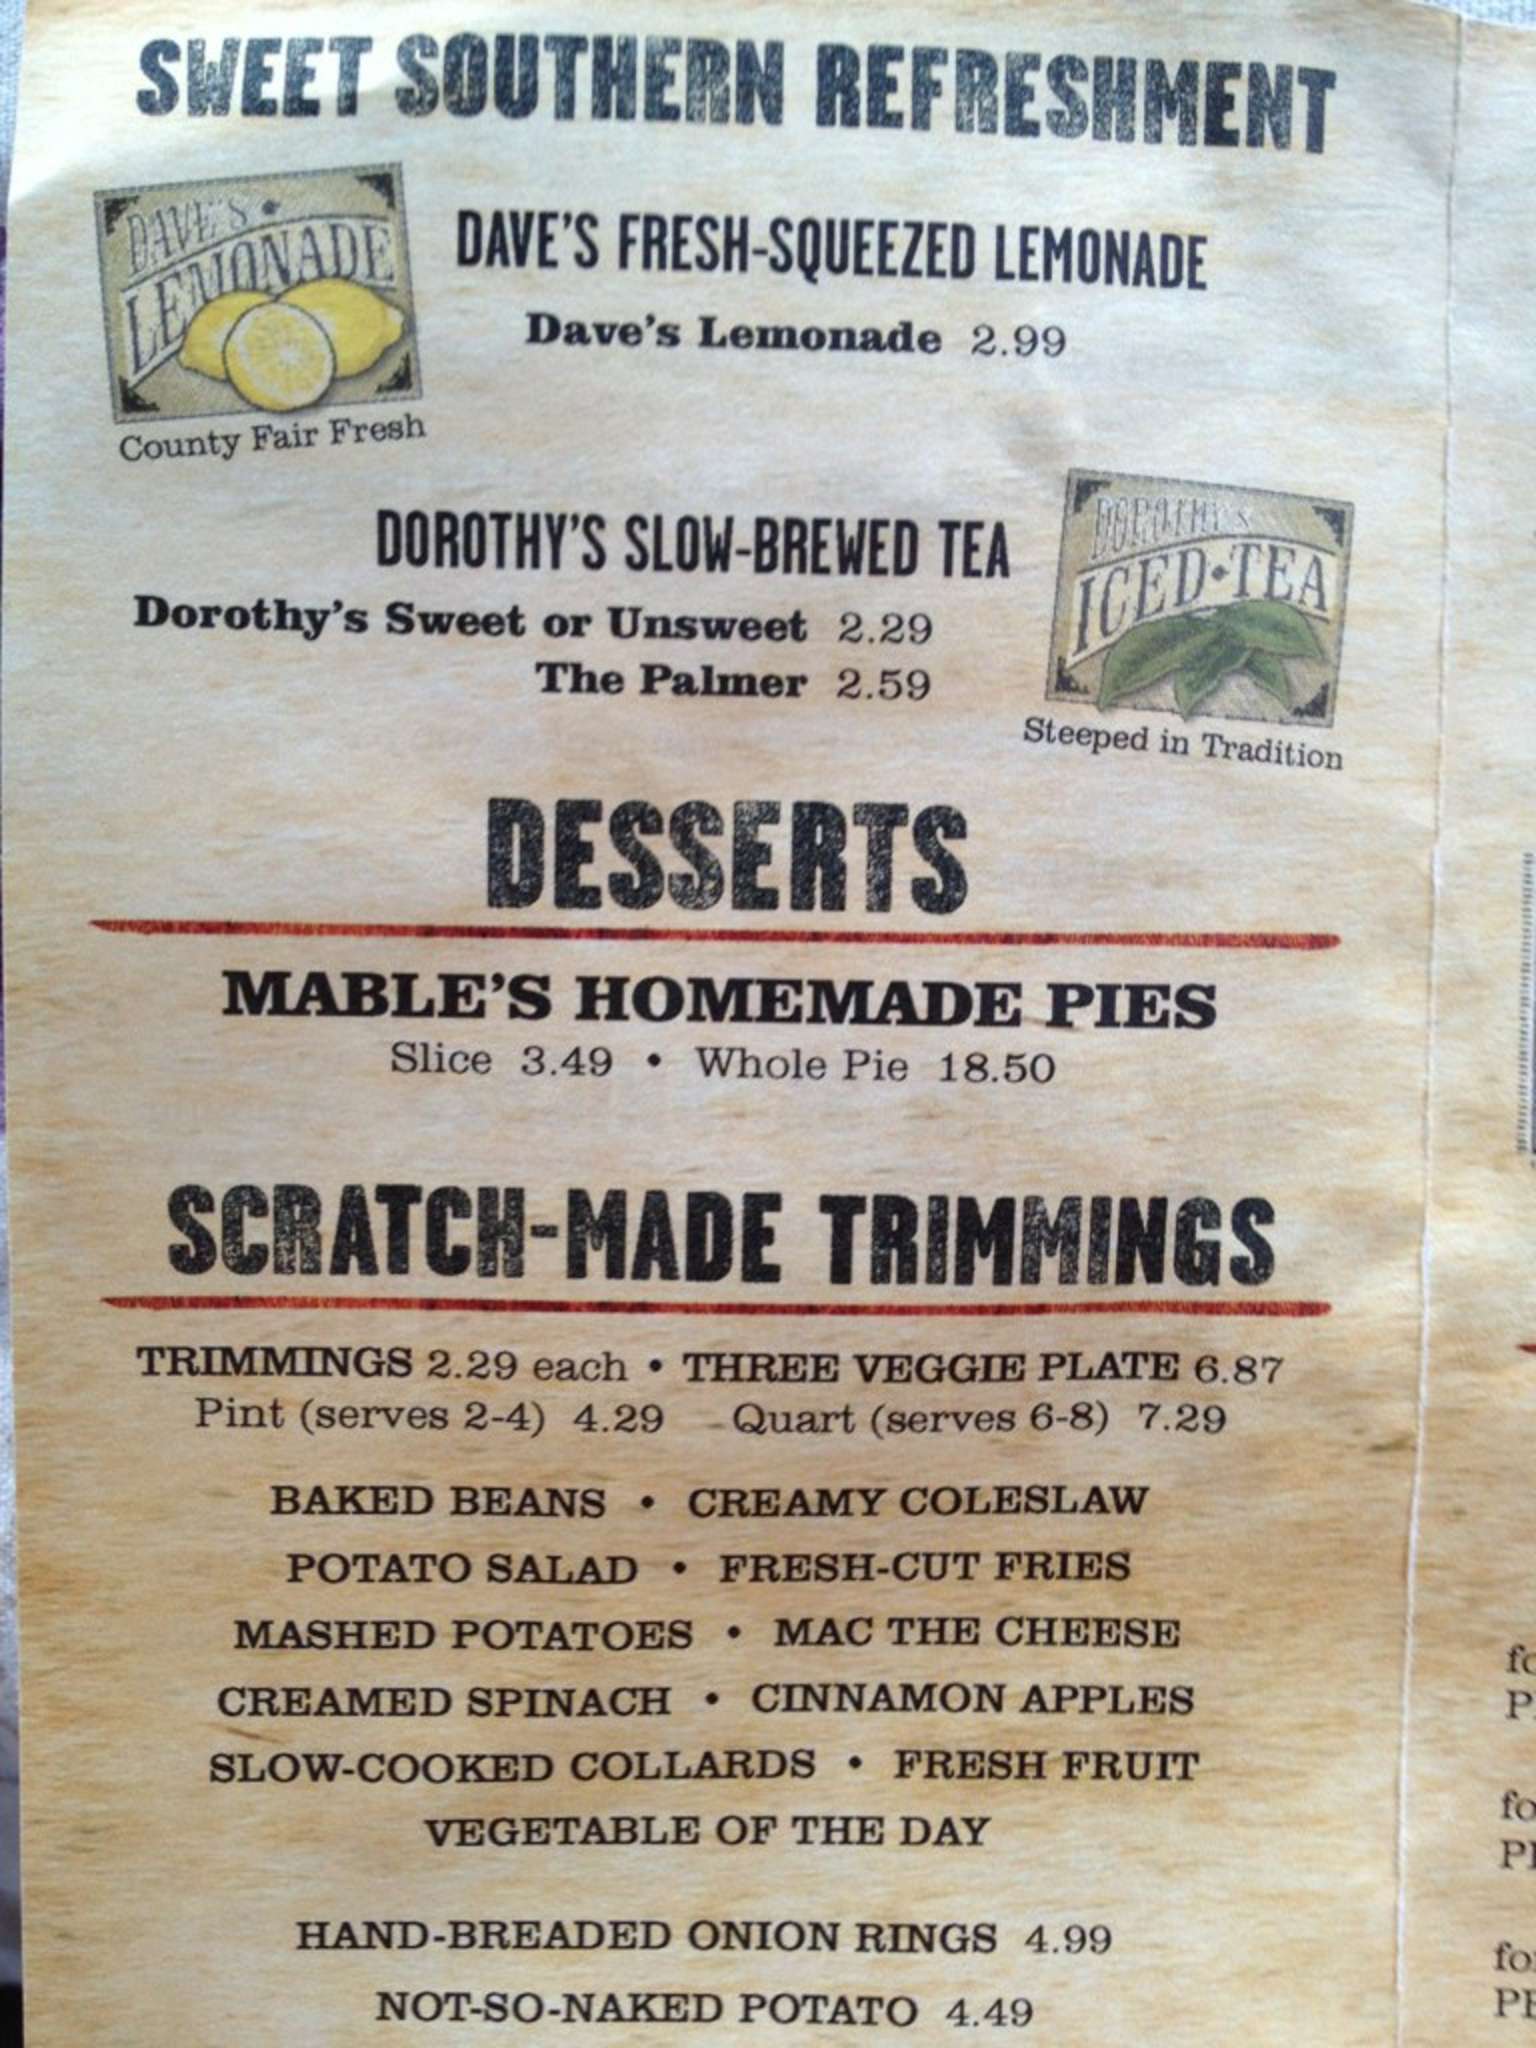 SWEET SOUTHERN REFRESHMENT
DAVE'S
LEMONADE
County Fair Fresh
DAVE'S FRESH-SQUEEZED LEMONADE
Dave's Lemonade 2.99
DOROTHY'S SLOW-BREWED TEA
Dorothy's Sweet or Unsweet 2.29
The Palmer 2.59
DOROTHY'S
ICED•TEA
Steeped in Tradition
DESSERTS
MABLE'S HOMEMADE PIES
Slice 3.49 • Whole Pie 18.50
SCRATCH-MADE TRIMMINGS
TRIMMINGS 2.29 each • THREE VEGGIE PLATE 6.87
Pint (serves 2-4) 4.29 Quart (serves 6-8) 7.29
BAKED BEANS • CREAMY COLESLAW
POTATO SALAD • FRESH-CUT FRIES
MASHED POTATOES • MAC THE CHEESE
CREAMED SPINACH • CINNAMON APPLES
SLOW-COOKED COLLARDS • FRESH FRUIT
VEGETABLE OF THE DAY
HAND-BREADED ONION RINGS 4.99
NOT-SO-NAKED POTATO 4.49